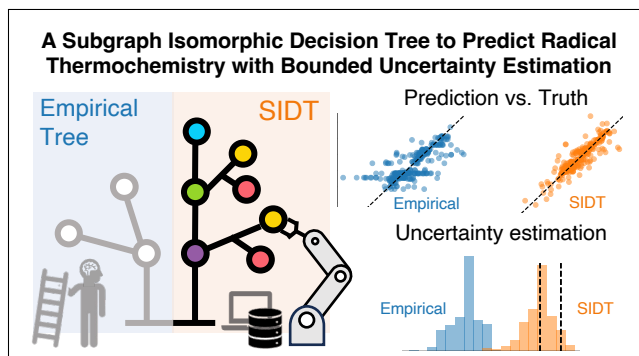 A Subgraph Isomorphic Decision Tree to Predict Radical
Thermochemistry with Bounded Uncertainty Estimation
Empirical
Tree
SIDT
Prediction vs. Truth
Empirical
SIDT
Uncertainty estimation
Empirical
SIDT